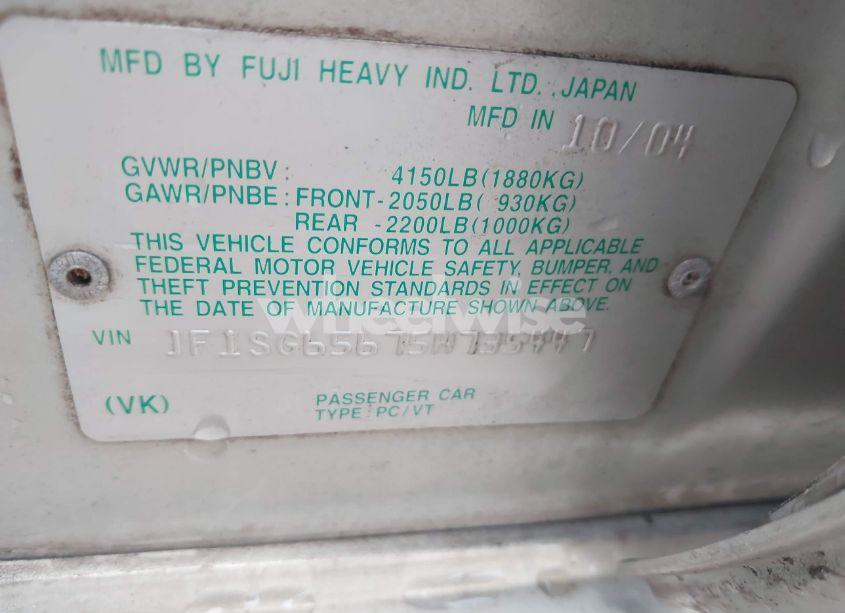 MFD BY FUJI HEAVY IND. LTD. JAPAN
MFD IN 10/04
GVWR/PNBV: 4150LB(1880KG)
GAWR/PNBE: FRONT-2050LB( 930KG)
REAR -2200LB(1000KG)
THIS VEHICLE CONFORMS TO ALL APPLICABLE
FEDERAL MOTOR VEHICLE SAFETY, BUMPER, AND
THEFT PREVENTION STANDARDS IN EFFECT ON
THE DATE OF MANUFACTURE SHOWN ABOVE.
wheelwise
VIN
(VK)
PASSENGER CAR
TYPE: PC/VT